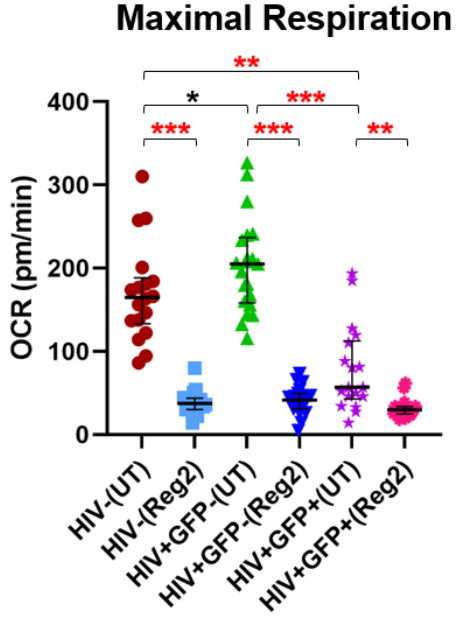 Maximal Respiration
**
* ***
*** *** **
OCR (pm/min)
400
300
200
100
0
HIV-(UT)
HIV-(Reg2)
HIV+GFP-(UT)
HIV+GFP-(Reg2)
HIV+GFP+(UT)
HIV+GFP+(Reg2)